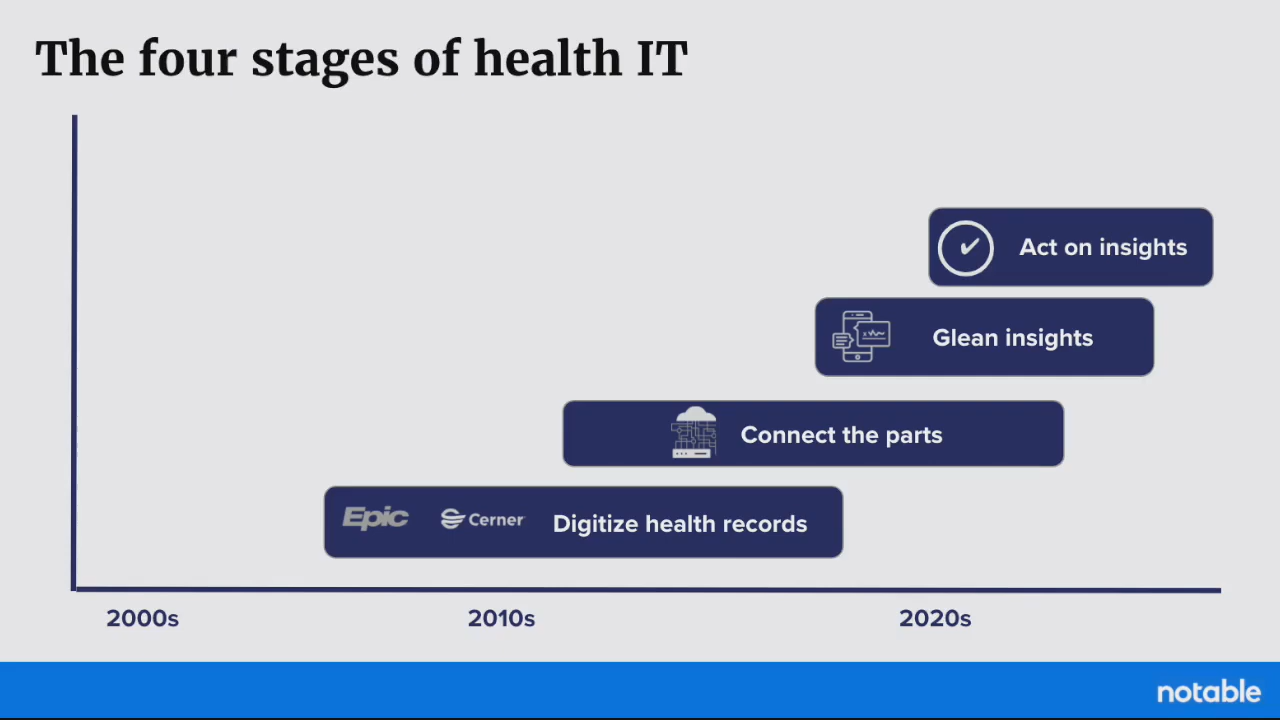 The four stages of health IT
Act on insights
Glean insights
Connect the parts
Epic Cerner Digitize health records
2000s 2010s 2020s
notable